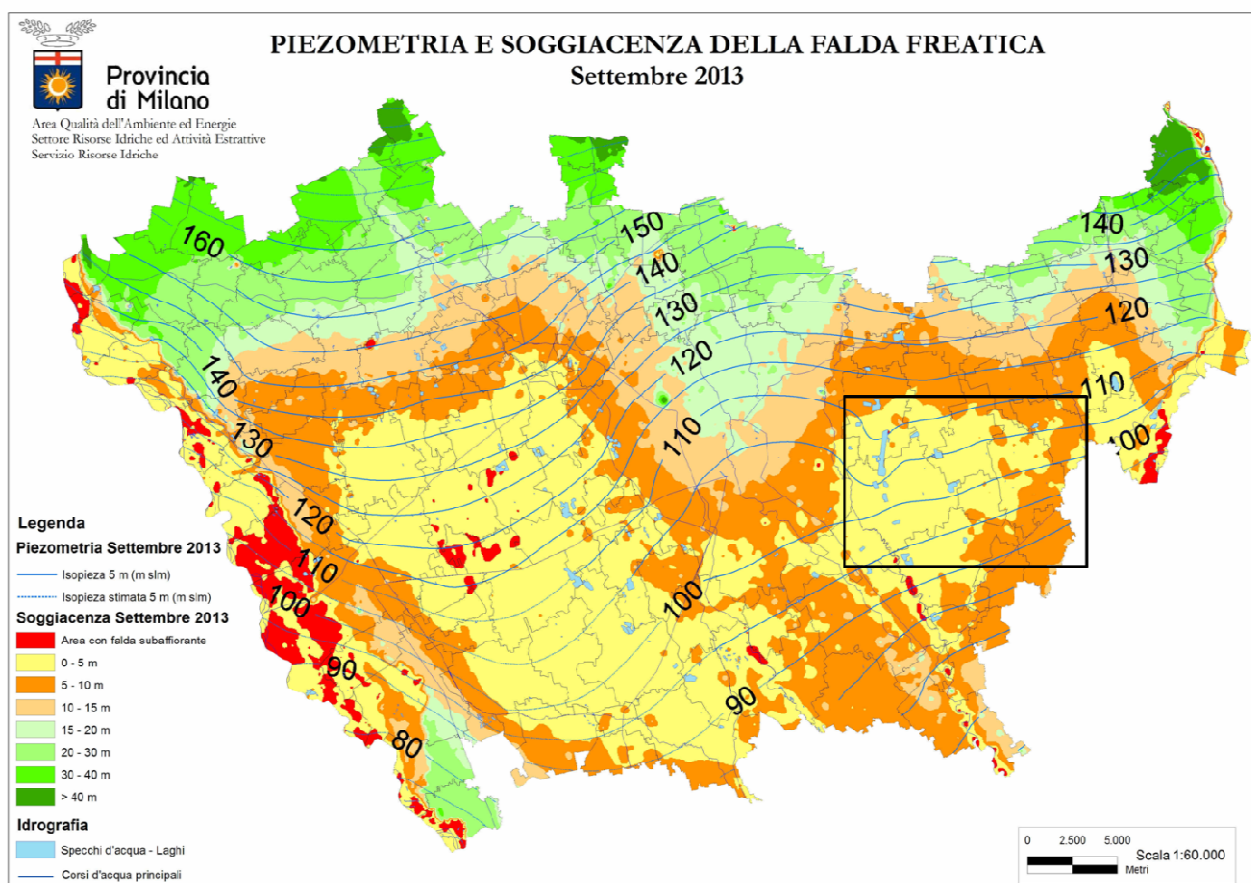 PIEZOMETRIA E SOGGIACENZA DELLA FALDA FREATICA
Settembre 2013
Provincia
di Milano
Area Qualità dell'Ambiente ed Energie
Settore Risorse Idriche ed Attività Estrattive
Servizio Risorse Idriche
160
150
140
140
130
130
120
120
140
110
110
130
100
120
110
100
100
90
90
80
Legenda
Piezometria Settembre 2013
Isopieza 5 m (m slm)
Isopieza stimata 5 m (m slm)
Soggiacenza Settembre 2013
Area con falda subaffiorante
0 - 5 m
5 - 10 m
10 - 15 m
15 - 20 m
20 - 30 m
30 - 40 m
> 40 m
Idrografia
Specchi d'acqua - Laghi
Corsi d'acqua principali
0 2.500 5.000
Scala 1:60.000
Metri